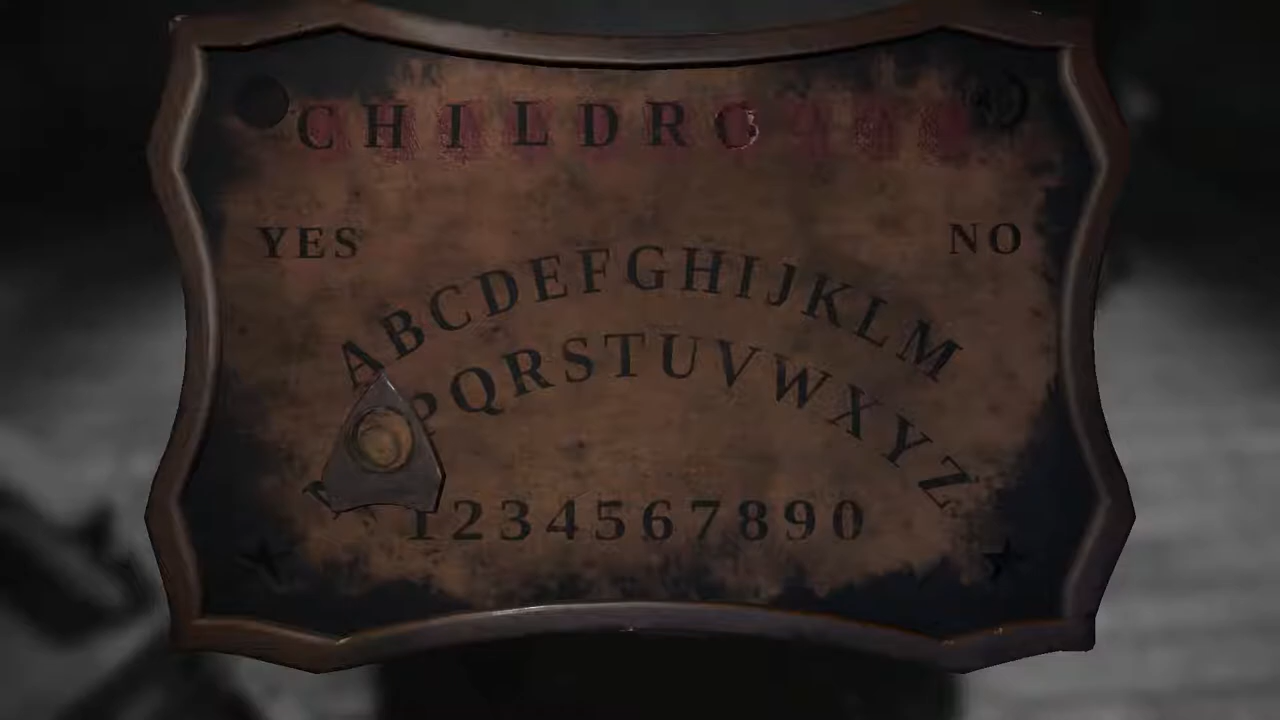 CHILDR
YES NO
ABCDEFGHIJKLM
PQRSTUVWXYZ
1234567890